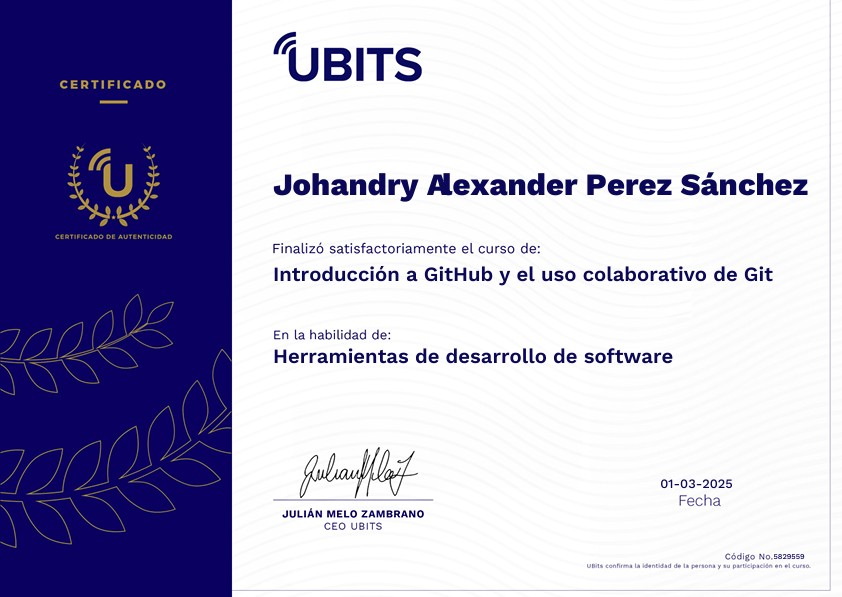 CERTIFICADO
U
CERTIFICADO DE AUTENTICIDAD
UBITS
Johandry Alexander Perez Sánchez
Finalizó satisfactoriamente el curso de:
Introducción a GitHub y el uso colaborativo de Git
En la habilidad de:
Herramientas de desarrollo de software
JULIÁN MELO ZAMBRANO
CEO UBITS
01-03-2025
Fecha
Código No.5829559
UBits confirma la identidad de la persona y su participación en el curso.